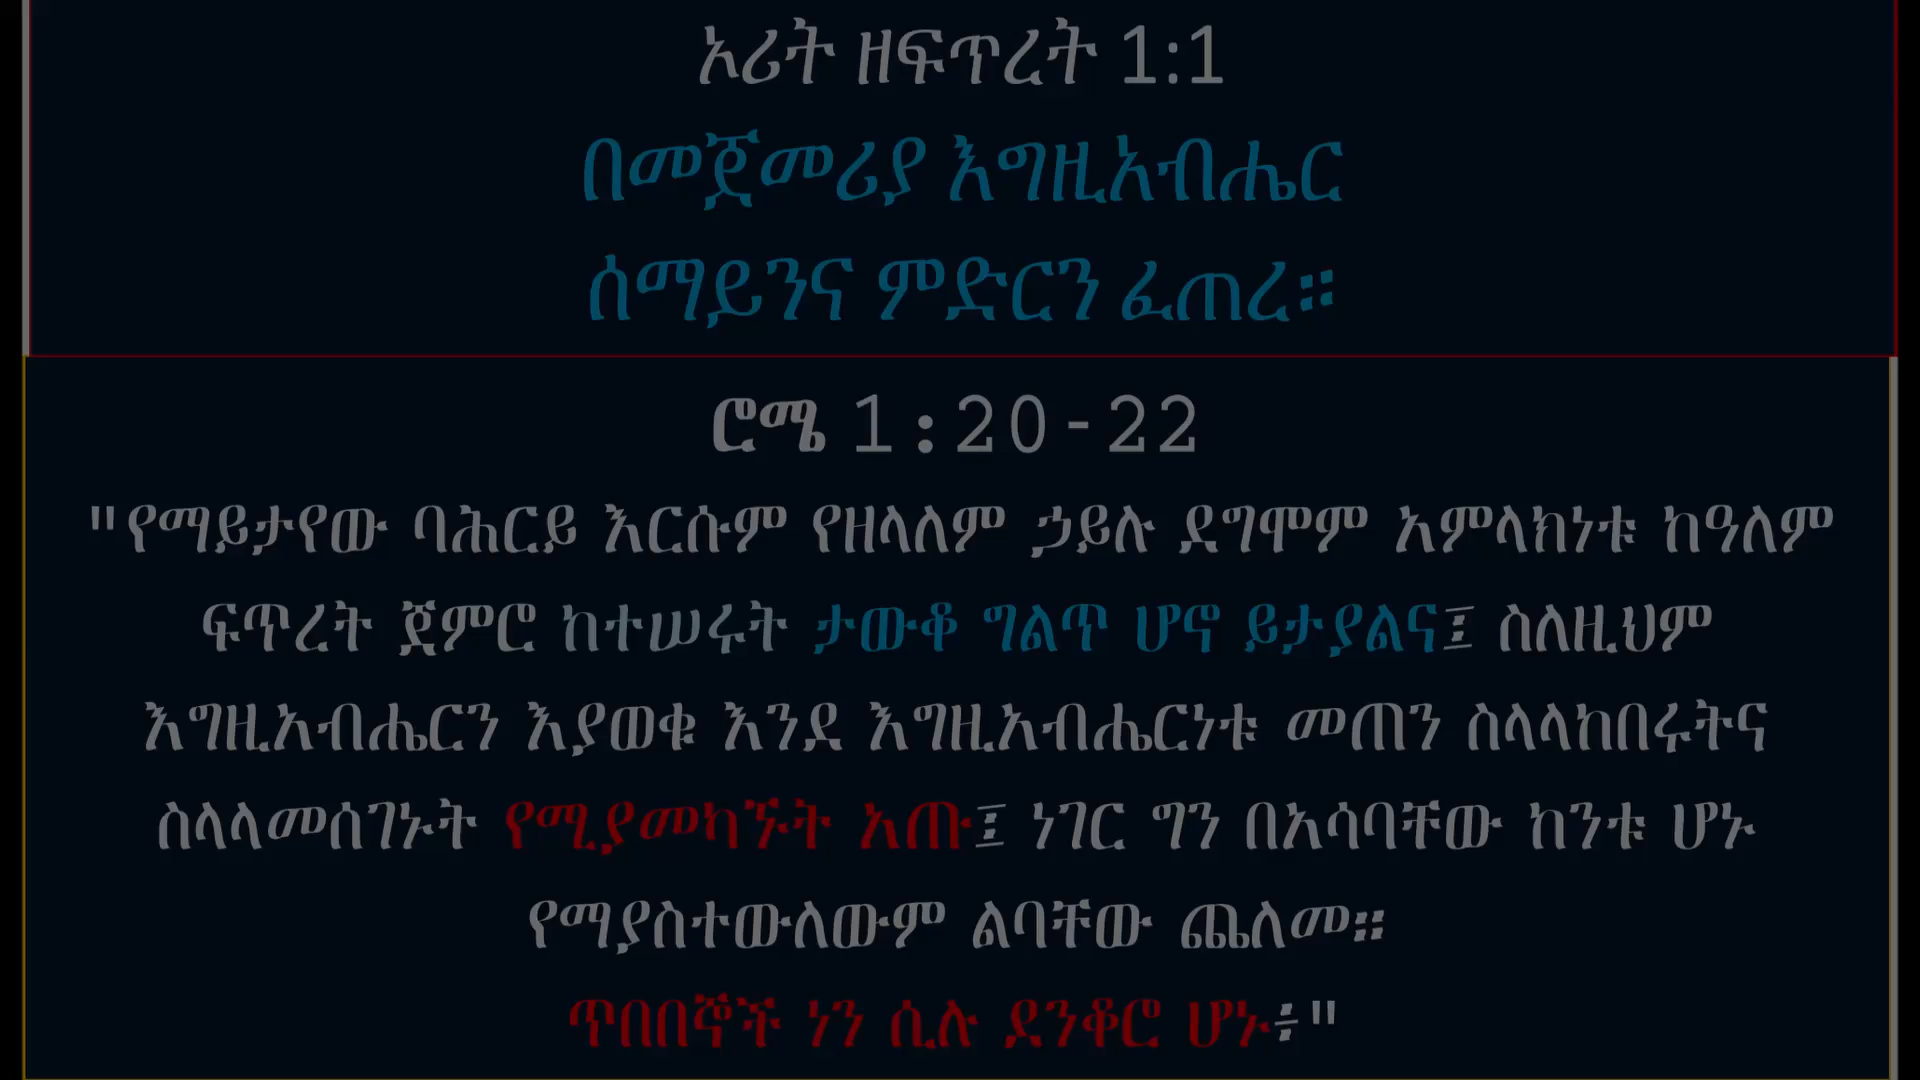 ኦሪት ዘፍጥረት 1:1
በመጀመሪያ እግዚአብሔር
ሰማይንና ምድርን ፈጠረ።
ሮሜ 1:20-22
"የማይታየው ባሕርይ እርሱም የዘላለም ኃይሉ ደግሞም አምላክነቱ ከዓለም
ፍጥረት ጀምሮ ከተሠሩት ታውቆ ግልጥ ሆኖ ይታያልና፤ ስለዚህም
እግዚአብሔርን እያወቁ እንደ እግዚአብሔርነቱ መጠን ስላላከበሩትና
ስላላመሰገኑት የሚያመካኙት አጡ፤ ነገር ግን በአሳባቸው ከንቱ ሆኑ
የማያስተውለውም ልባቸው ጨለመ።
ጥበበኞች ነን ሲሉ ደንቆሮ ሆኑ፥"